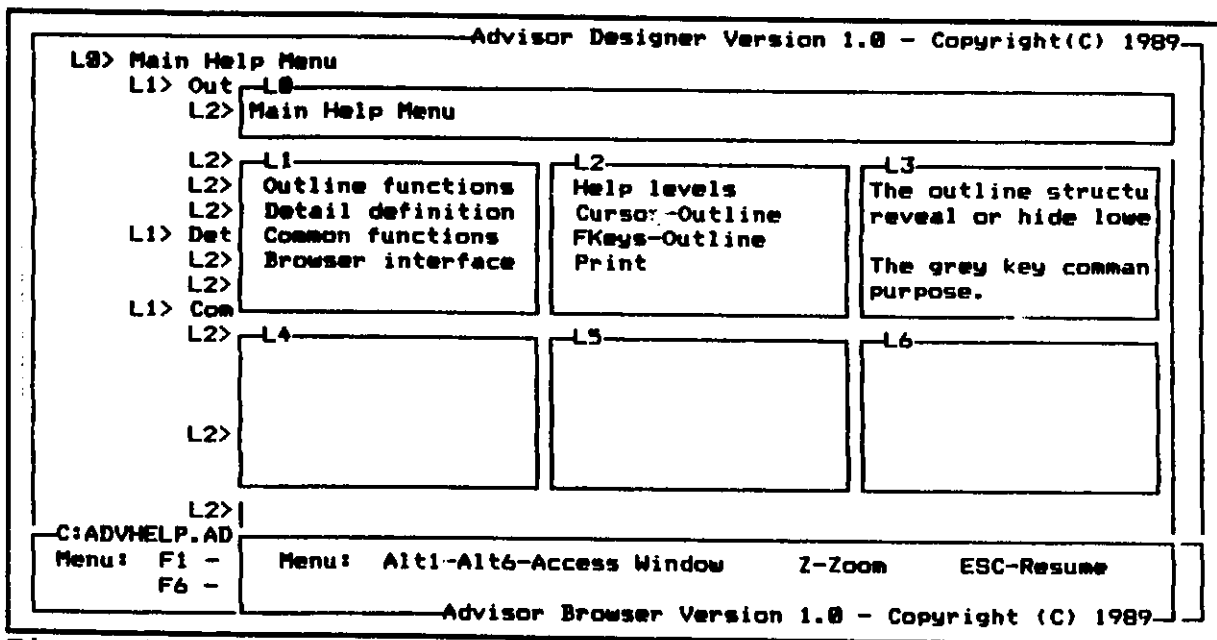 Advisor Designer Version 1.0 - Copyright(C) 1989
L0> Main Help Menu
L1> Out
L2>
L0
Main Help Menu
L2>
L2>
L2>
L1> Det
L2>
L2>
L1> Com
L2>
L2>
L2>
L1
Outline functions
Detail definition
Common functions
Browser interface
L2
Help levels
Cursor-Outline
FKeys-Outline
Print
L3
The outline structu
reveal or hide lowe
The grey key comman
purpose.
L4
L5
L6
C:ADVHELP.AD
Menu: F1 -
F6 -
Menu: Alt1-Alt6-Access Window Z-Zoom ESC-Resume
Advisor Browser Version 1.0 - Copyright (C) 1989